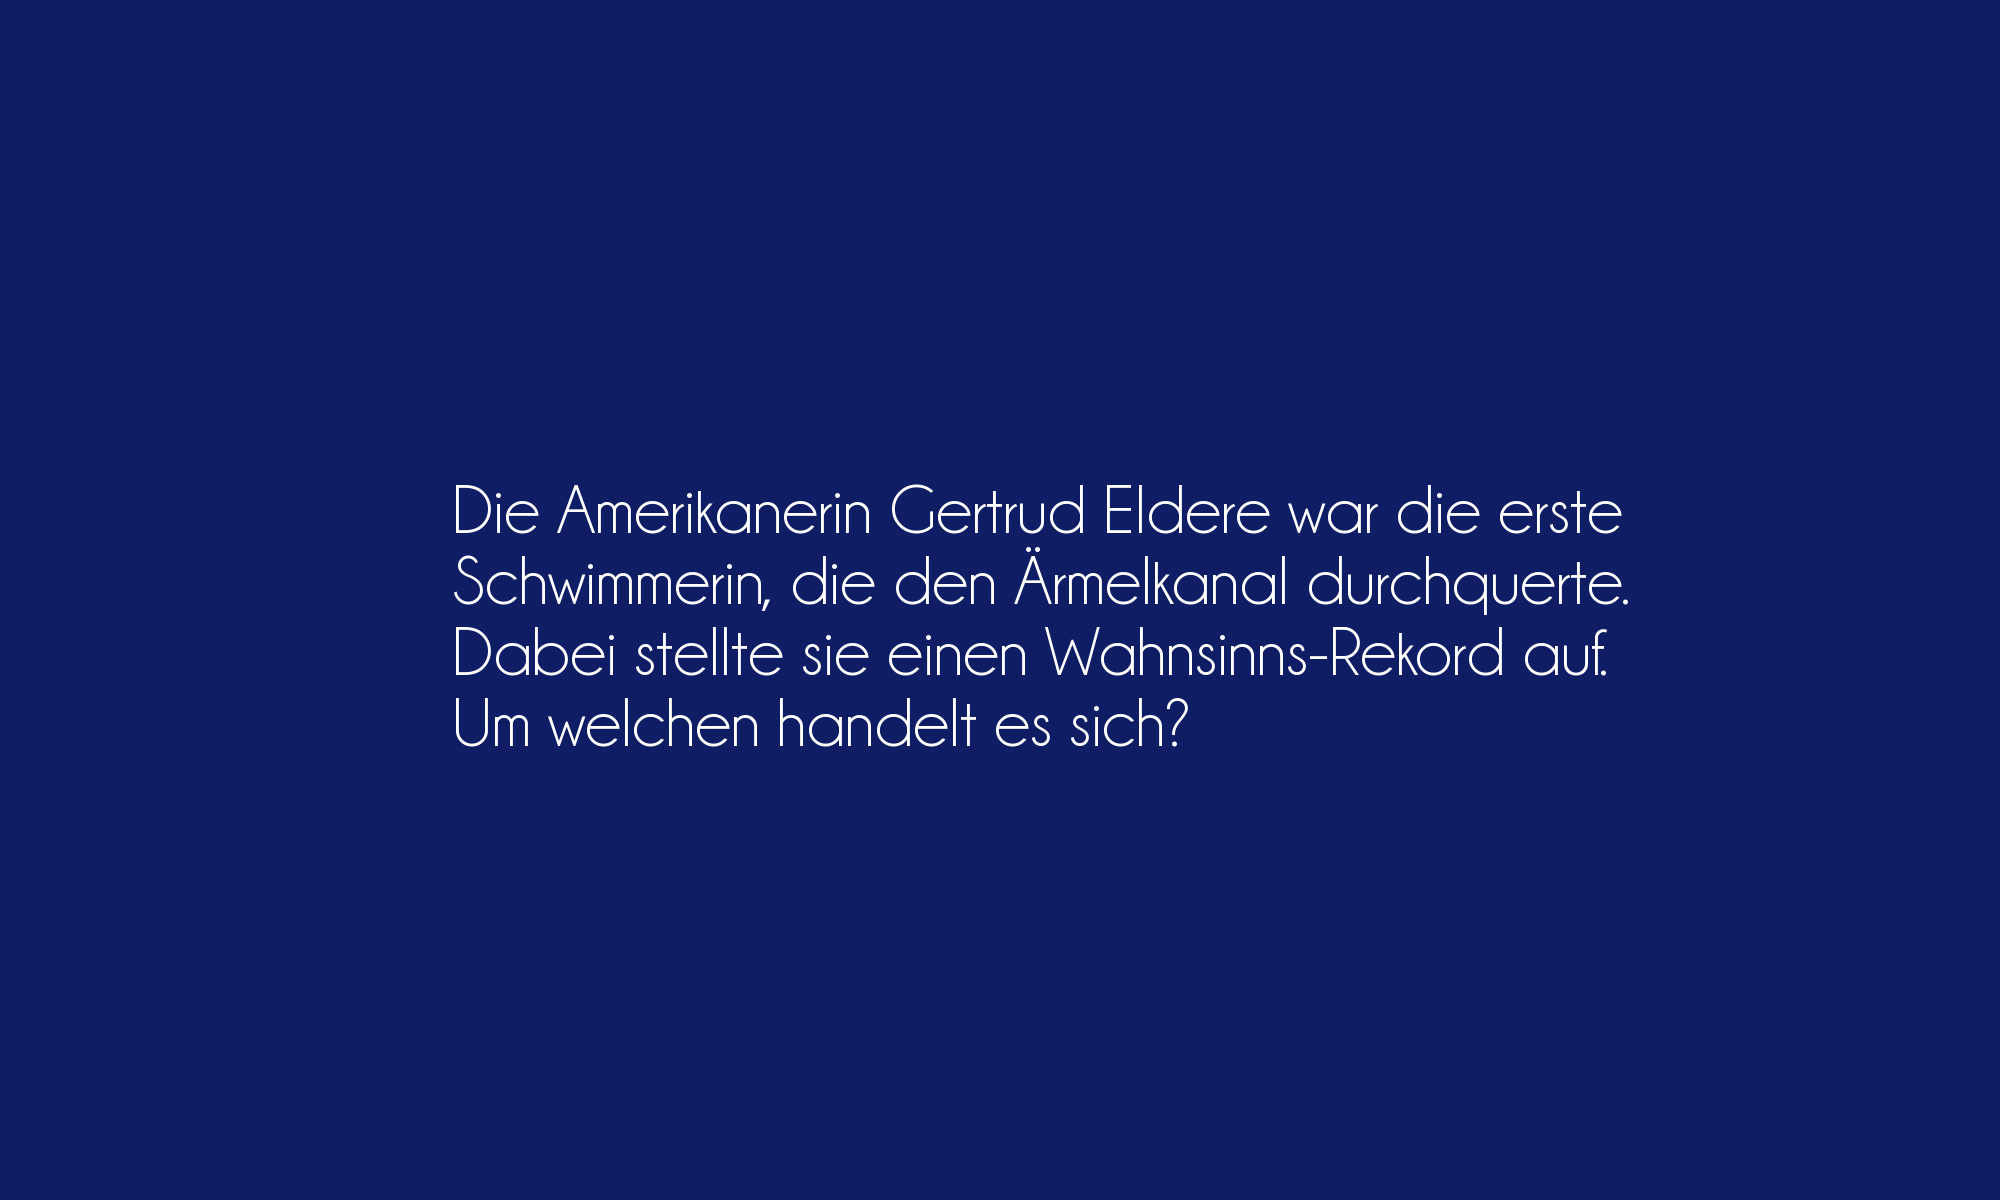 Die Amerikanerin Gertrud Eldere war die erste
Schwimmerin, die den Ärmelkanal durchquerte.
Dabei stellte sie einen Wahnsinns-Rekord auf.
Um welchen handelt es sich?